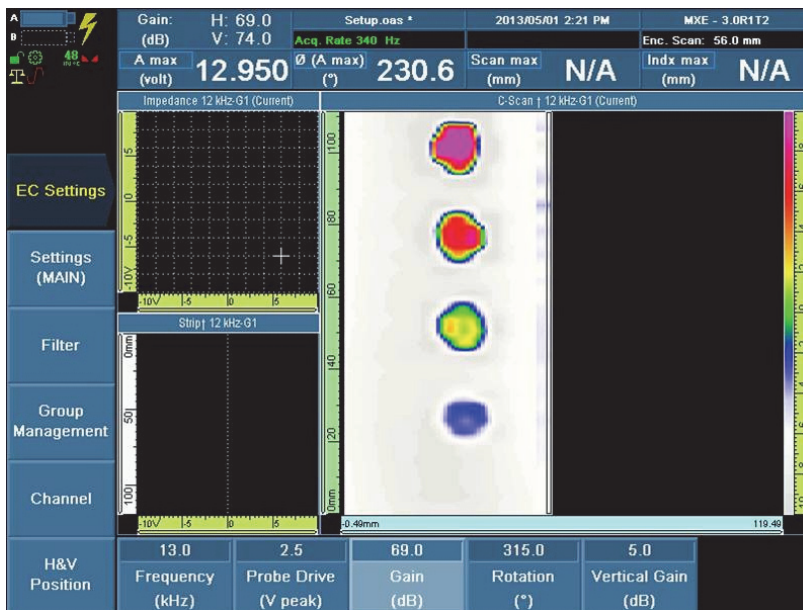 A
B
48
Gain: H: 69.0
(dB) V: 74.0
Setup.oas *
2013/05/01 2:21 PM
MXE - 3.0R1T2
Acq. Rate 340 Hz
Enc. Scan: 56.0 mm
A max
(volt)
12.950
Ø (A max)
(°)
230.6
Scan max
(mm)
N/A
Indx max
(mm)
N/A
Impedance 12 kHz-G1 (Current)
C-Scan † 12 kHz-G1 (Current)
5
0
-5
-10V
-10V -5 0 5
Strip† 12 kHz-G1
0mm
50
100
-10V -5 0 5
100
80
60
40
20
0mm
-0.49mm
119.49
EC Settings
Settings
(MAIN)
Filter
Group
Management
Channel
H&V
Position
13.0
Frequency
(kHz)
2.5
Probe Drive
(V peak)
69.0
Gain
(dB)
315.0
Rotation
(°)
5.0
Vertical Gain
(dB)